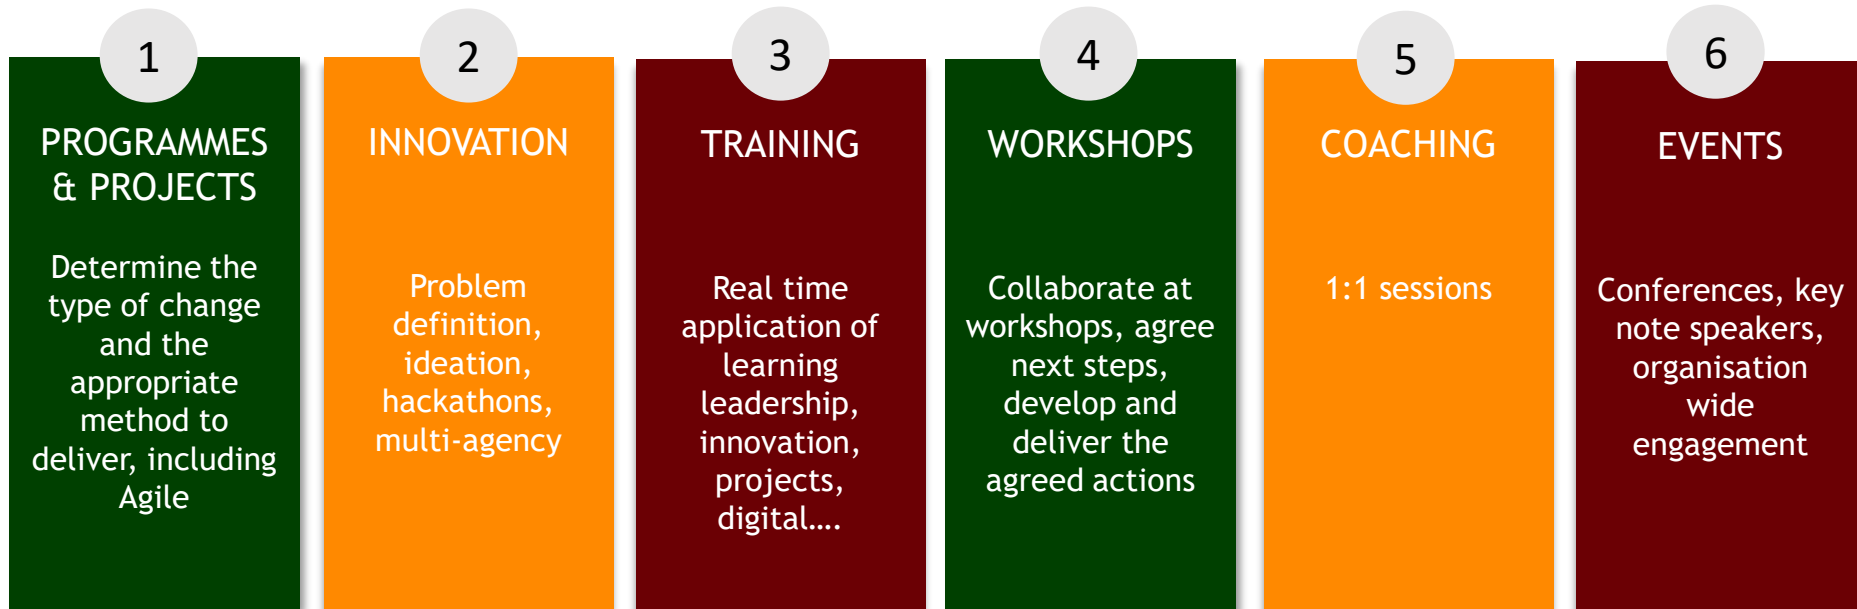 1
PROGRAMMES
& PROJECTS
Determine the
type of change
and the
appropriate
method to
deliver, including
Agile
2
INNOVATION
Problem
definition,
ideation,
hackathons,
multi-agency
3
TRAINING
Real time
application of
learning
leadership,
innovation,
projects,
digital....
4
WORKSHOPS
Collaborate at
workshops, agree
next steps,
develop and
deliver the
agreed actions
5
COACHING
1:1 sessions
6
EVENTS
Conferences, key
note speakers,
organisation
wide
engagement